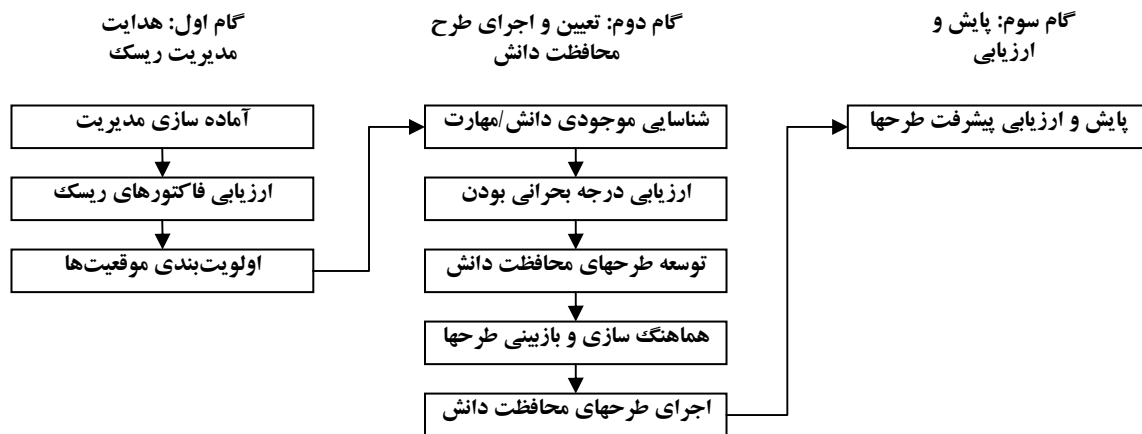 گام اول: هدایت
مدیریت ریسک
آماده سازی مدیریت
ارزیابی فاکتورهای ریسک
اولویت‌بندی موقعیت‌ها
گام دوم: تعیین و اجرای طرح
محافظت دانش
شناسایی موجودی دانش/مهارت
ارزیابی درجه بحرانی بودن
توسعه طرحهای محافظت دانش
هماهنگ سازی و بازبینی طرحها
اجرای طرحهای محافظت دانش
گام سوم: پایش و
ارزیابی
پایش و ارزیابی پیشرفت طرحها